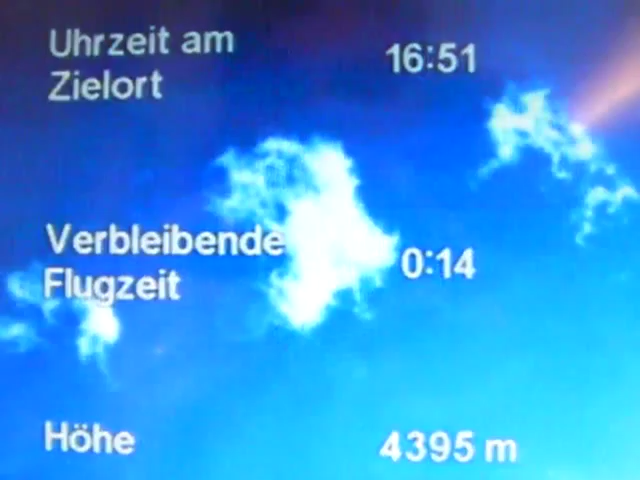 Uhrzeit am
Zielort 16:51
Verbleibende
Flugzeit 0:14
Höhe 4395 m